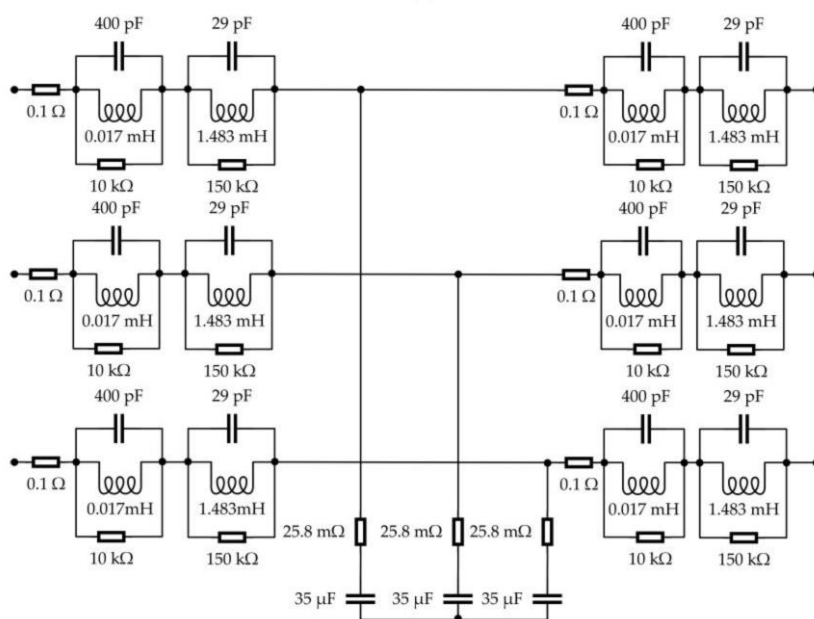 400 pF 29 pF 400 pF 29 pF
0.1 Ω 0.017 mH 1.483 mH 0.1 Ω 0.017 mH 1.483 mH
10 kΩ 150 kΩ 10 kΩ 150 kΩ
400 pF 29 pF 400 pF 29 pF
0.1 Ω 0.017 mH 1.483 mH 0.1 Ω 0.017 mH 1.483 mH
10 kΩ 150 kΩ 10 kΩ 150 kΩ
400 pF 29 pF 400 pF 29 pF
0.1 Ω 0.017mH 1.483mH 0.1 Ω 0.017 mH 1.483 mH
25.8 mΩ 25.8 mΩ 25.8 mΩ
10 kΩ 150 kΩ 10 kΩ 150 kΩ
35 μF 35 μF 35 μF